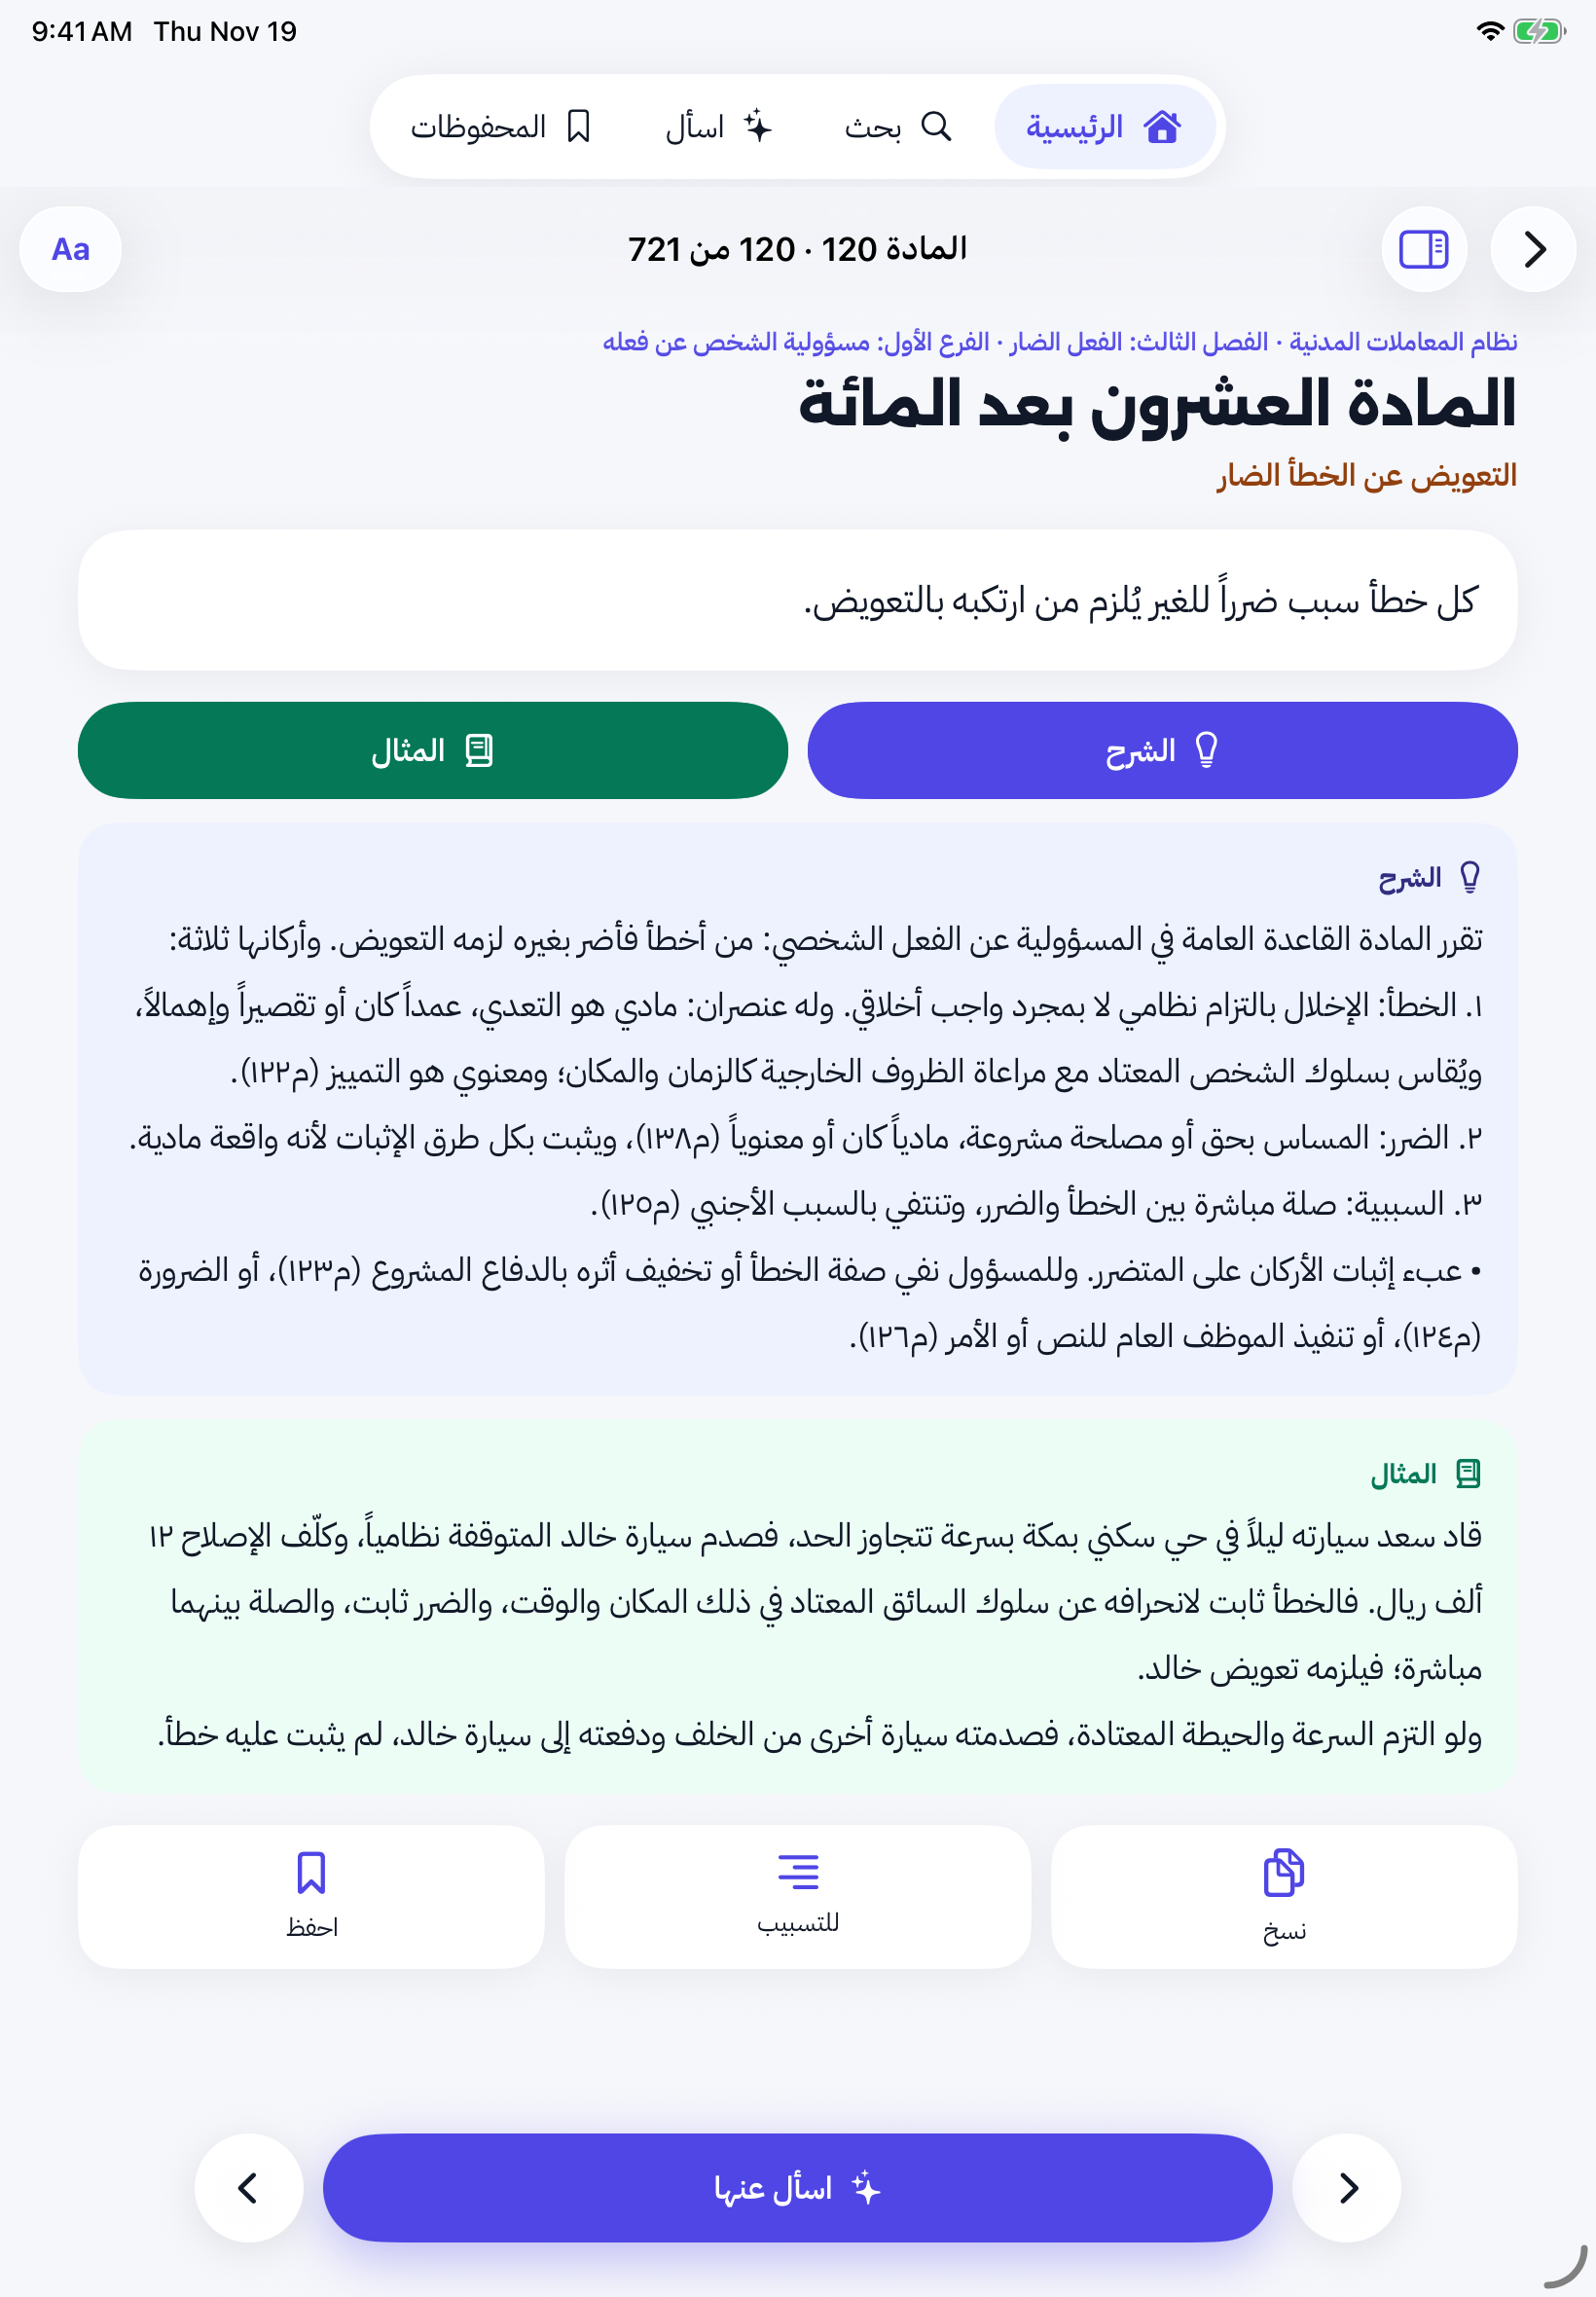 9:41 AM Thu Nov 19
الرئيسية
بحث
اسأل
المحفوظات
المادة 120 · 120 من 721
Aa
نظام المعاملات المدنية · الفصل الثالث: الفعل الضار · الفرع الأول: مسؤولية الشخص عن فعله
المادة العشرون بعد المائة
التعويض عن الخطأ الضار
كل خطأ سبب ضرراً للغير يُلزم من ارتكبه بالتعويض.
الشرح
المثال
الشرح
تقرر المادة القاعدة العامة في المسؤولية عن الفعل الشخصي: من أخطأ فأضر بغيره لزمه التعويض. وأركانها ثلاثة:
١. الخطأ: الإخلال بالتزام نظامي لا بمجرد واجب أخلاقي. وله عنصران: مادي هو التعدي، عمداً كان أو تقصيراً وإهمالاً،
ويُقاس بسلوك الشخص المعتاد مع مراعاة الظروف الخارجية كالزمان والمكان؛ ومعنوي هو التمييز (م١٢٢).
٢. الضرر: المساس بحق أو مصلحة مشروعة، مادياً كان أو معنوياً (م١٣٨)، ويثبت بكل طرق الإثبات لأنه واقعة مادية.
٣. السببية: صلة مباشرة بين الخطأ والضرر، وتنتفي بالسبب الأجنبي (م١٢٥).
• عبء إثبات الأركان على المتضرر. وللمسؤول نفي صفة الخطأ أو تخفيف أثره بالدفاع المشروع (م١٢٣)، أو الضرورة
(م١٢٤)، أو تنفيذ الموظف العام للنص أو الأمر (م١٢٦).
المثال
قاد سعد سيارته ليلاً في حي سكني بمكة بسرعة تتجاوز الحد، فصدم سيارة خالد المتوقفة نظامياً، وكلّف الإصلاح ١٢
ألف ريال. فالخطأ ثابت لانحرافه عن سلوك السائق المعتاد في ذلك المكان والوقت، والضرر ثابت، والصلة بينهما
مباشرة؛ فيلزمه تعويض خالد.
ولو التزم السرعة والحيطة المعتادة، فصدمته سيارة أخرى من الخلف ودفعته إلى سيارة خالد، لم يثبت عليه خطأ.
نسخ
للتسبيب
احفظ
اسأل عنها